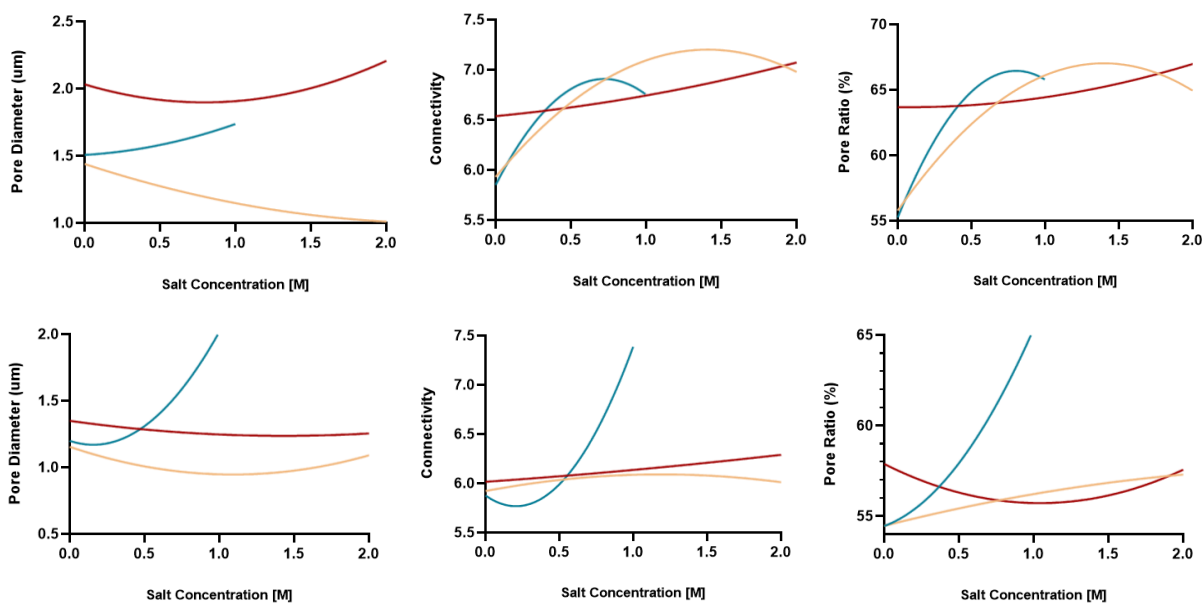 Pore Diameter (um)
2.5
2.0
1.5
1.0
0.0 0.5 1.0 1.5 2.0
Salt Concentration [M]
Connectivity
7.5
7.0
6.5
6.0
5.5
0.0 0.5 1.0 1.5 2.0
Salt Concentration [M]
Pore Ratio (%)
70
65
60
55
0.0 0.5 1.0 1.5 2.0
Salt Concentration [M]
Pore Diameter (um)
2.0
1.5
1.0
0.5
0.0 0.5 1.0 1.5 2.0
Salt Concentration [M]
Connectivity
7.5
7.0
6.5
6.0
5.5
0.0 0.5 1.0 1.5 2.0
Salt Concentration [M]
Pore Ratio (%)
65
60
55
0.0 0.5 1.0 1.5 2.0
Salt Concentration [M]